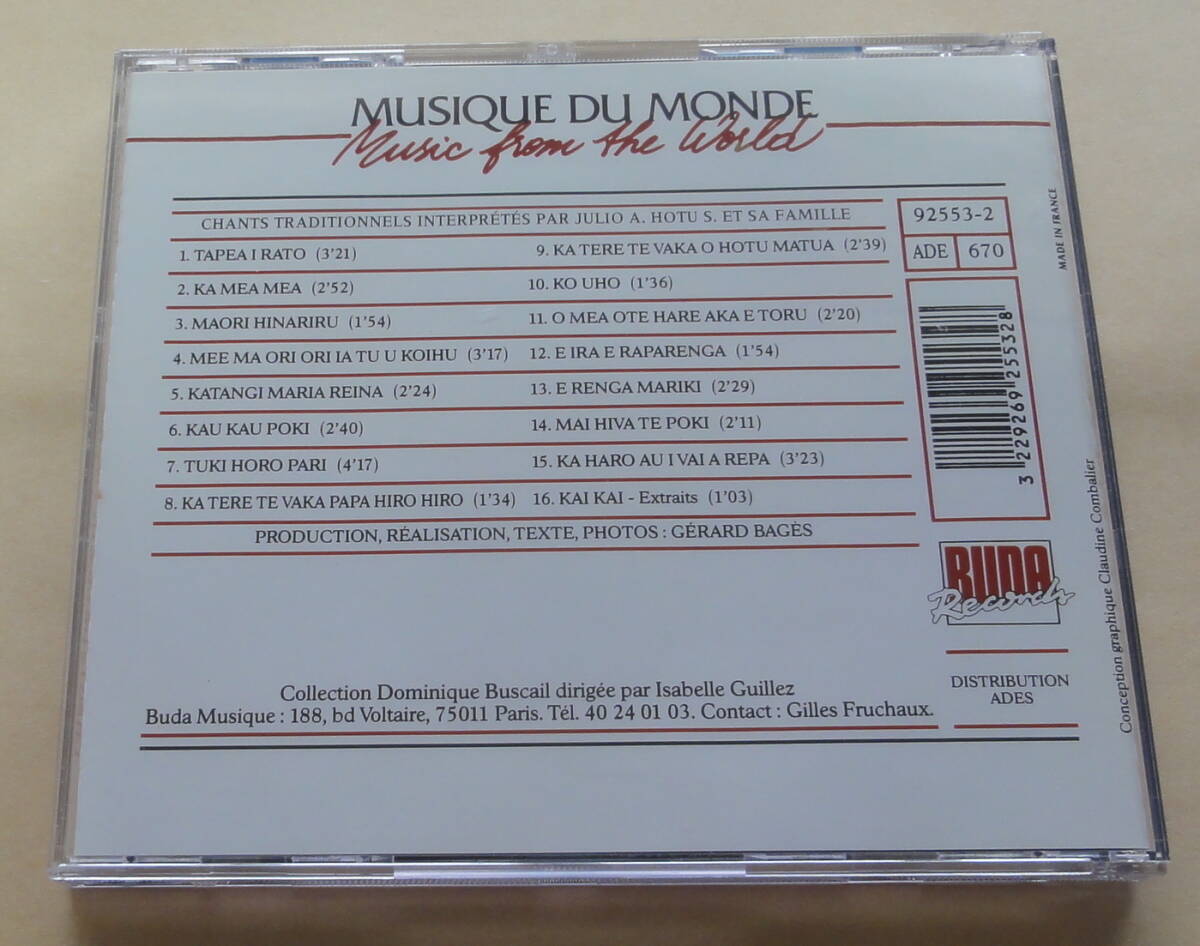 MUSIQUE DU MONDE
Music from the World
CHANTS TRADITIONNELS INTERPRÉTÉS PAR JULIO A. HOTU S. ET SA FAMILLE
1. TAPEA I RATO (3'21)
2. KA MEA MEA (2'52)
3. MAORI HINARIRU (1'54)
4. MEE MA ORI ORI IA TU U KOIHU (3'17)
5. KATANGI MARIA REINA (2'24)
6. KAU KAU POKI (2'40)
7. TUKI HORO PARI (4'17)
8. KA TERE TE VAKA PAPA HIRO HIRO (1'34)
9. KA TERE TE VAKA O HOTU MATUA (2'39)
10. KO UHO (1'36)
11. O MEA OTE HARE AKA E TORU (2'20)
12. E IRA E RAPARENGA (1'54)
13. E RENGA MARIKI (2'29)
14. MAI HIVA TE POKI (2'11)
15. KA HARO AU I VAI A REPA (3'23)
16. KAI KAI - Extraits (1'03)
PRODUCTION, RÉALISATION, TEXTE, PHOTOS : GÉRARD BAGÈS
Collection Dominique Buscail dirigée par Isabelle Guillez
Buda Musique : 188, bd Voltaire, 75011 Paris. Tél. 40 24 01 03. Contact : Gilles Fruchaux.
92553-2
ADE 670
3 229269 255328
BUDA
Records
DISTRIBUTION
ADES
MADE IN FRANCE
Conception graphique Claudine Combalier